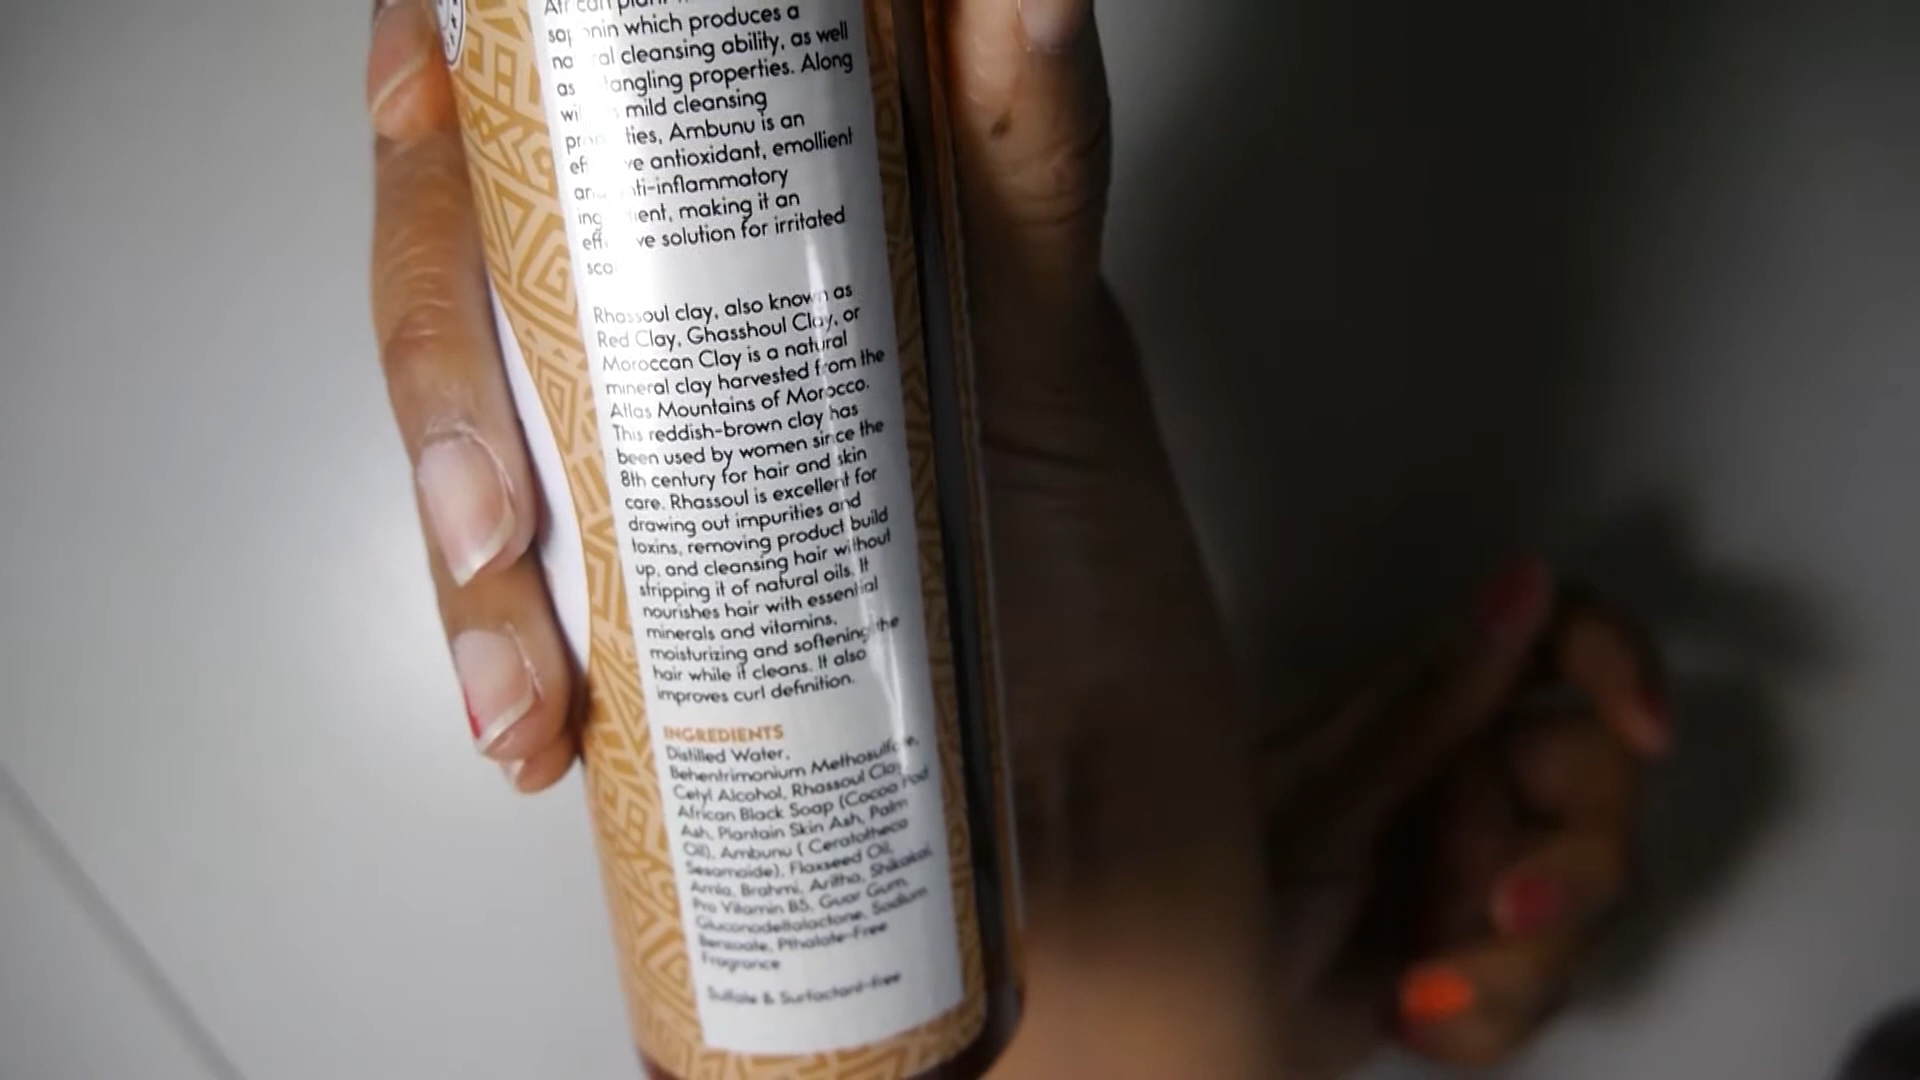 African
which produces a
cleansing ability, as well
as properties. Along
mild cleansing
Ambunu is an
antioxidant, emollient
making it an
solution for irritated
Rhassoul clay, also known as
Red Clay, Ghasshoul Clay, or
Moroccan Clay is a natural
mineral clay harvested from the
Atlas Mountains of Morocco.
This reddish-brown clay has
been used by women since the
8th century for hair and skin
care. Rhassoul is excellent for
drawing out impurities and
toxins, removing product build
up, and cleansing hair without
stripping it of natural oils. It
nourishes hair with essential
minerals and vitamins,
moisturizing and softening the
hair while it cleans. It also
improves curl definition.
INGREDIENTS
Distilled Water,
Behentrimonium Methosulfate,
Cetyl Alcohol, Rhassoul Clay
African Black Soap (Cocoa Pod
Ash, Plantain Skin Ash, Palm
Oil), Ambunu ( Ceratotheca
Sesamoide), Flaxseed Oil,
Amla, Brahmi, Aritha, Shikakai,
Pro Vitamin B5, Guar Gum,
Gluconodeltalactone, Sodium
Benzoate, Pthalate-Free
Fragrance
Sulfate & Surfactant-free